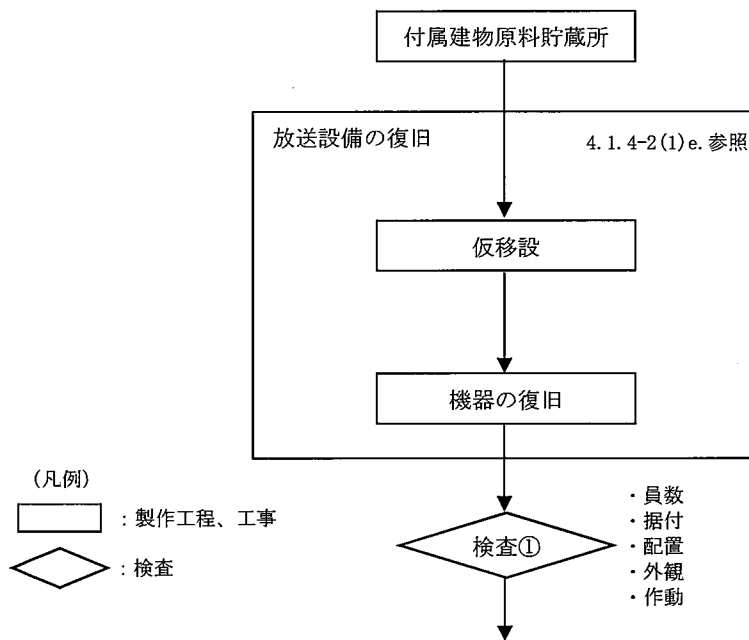 付属建物原料貯蔵所
放送設備の復旧
4.1.4-2(1)e.参照
仮移設
機器の復旧
(凡例)
：製作工程、工事
：検査
検査①
・員数
・据付
・配置
・外観
・作動